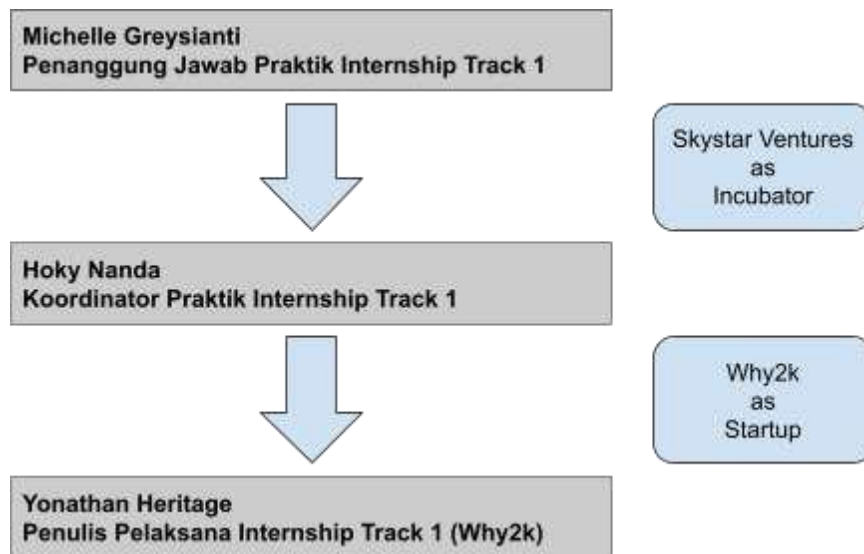 Michelle Greysianti
Penanggung Jawab Praktik Internship Track 1
Skystar Ventures
as
Incubator
Hoky Nanda
Koordinator Praktik Internship Track 1
Why2k
as
Startup
Yonathan Heritage
Penulis Pelaksana Internship Track 1 (Why2k)